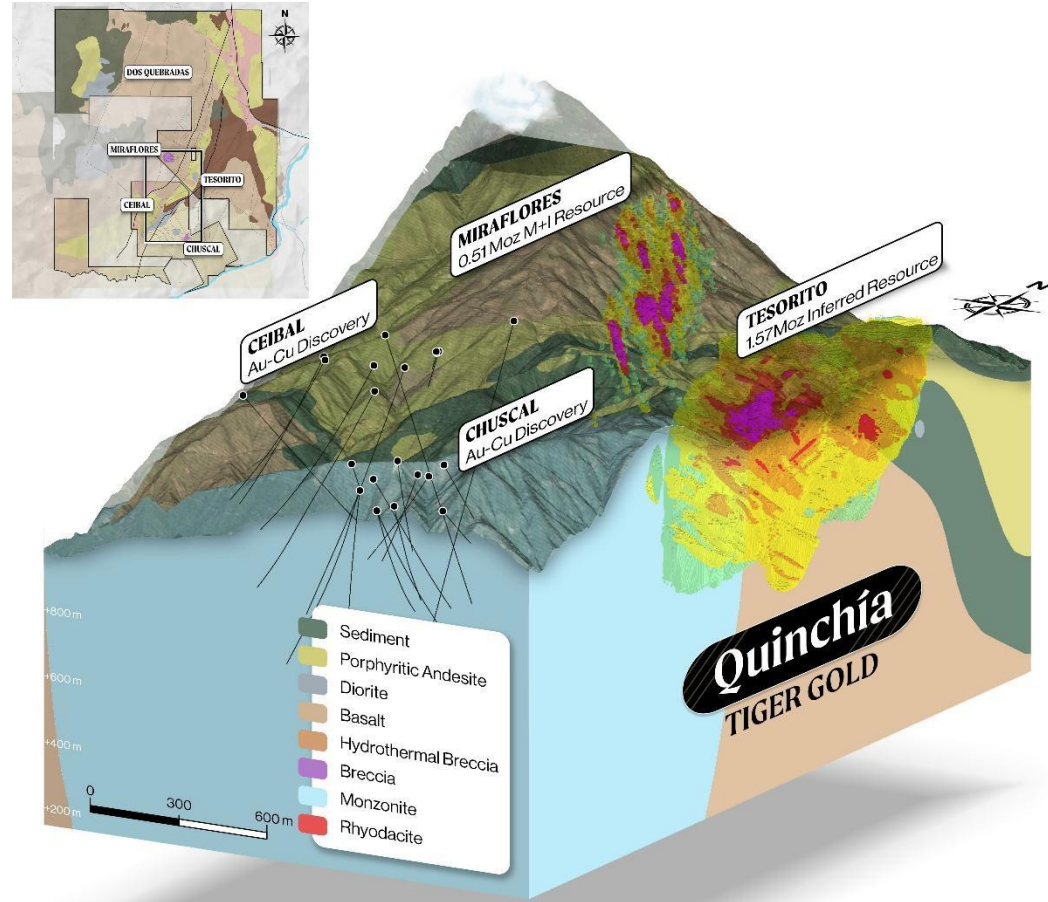 N
DOS QUEBRADAS
MIRAFLORES
TESORITO
CEIBAL
CHUSCAL
MIRAFLORES
0.51 Moz M+I Resource
TESORITO
1.57Moz Inferred Resource
CEIBAL
Au-Cu Discovery
CHUSCAL
Au-Cu Discovery
N
+800 m
+600 m
+400 m
+200 m
Sediment
Porphyritic Andesite
Diorite
Basalt
Hydrothermal Breccia
Breccia
Monzonite
Rhyodacite
0
300
600 m
Quinchía
TIGER GOLD